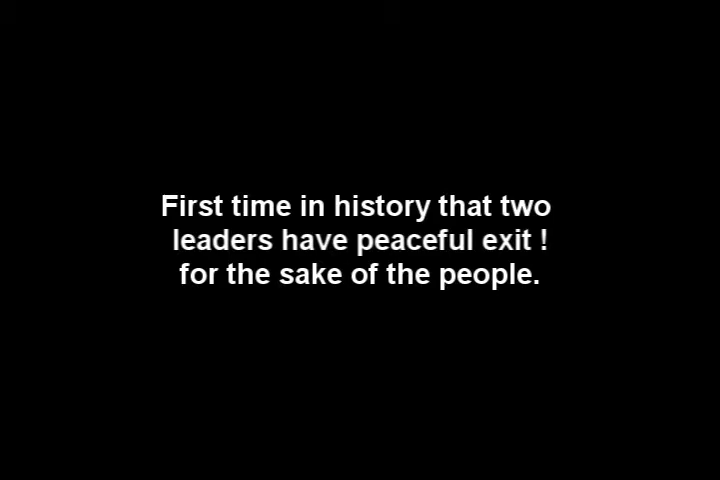 First time in history that two
leaders have peaceful exit !
for the sake of the people.